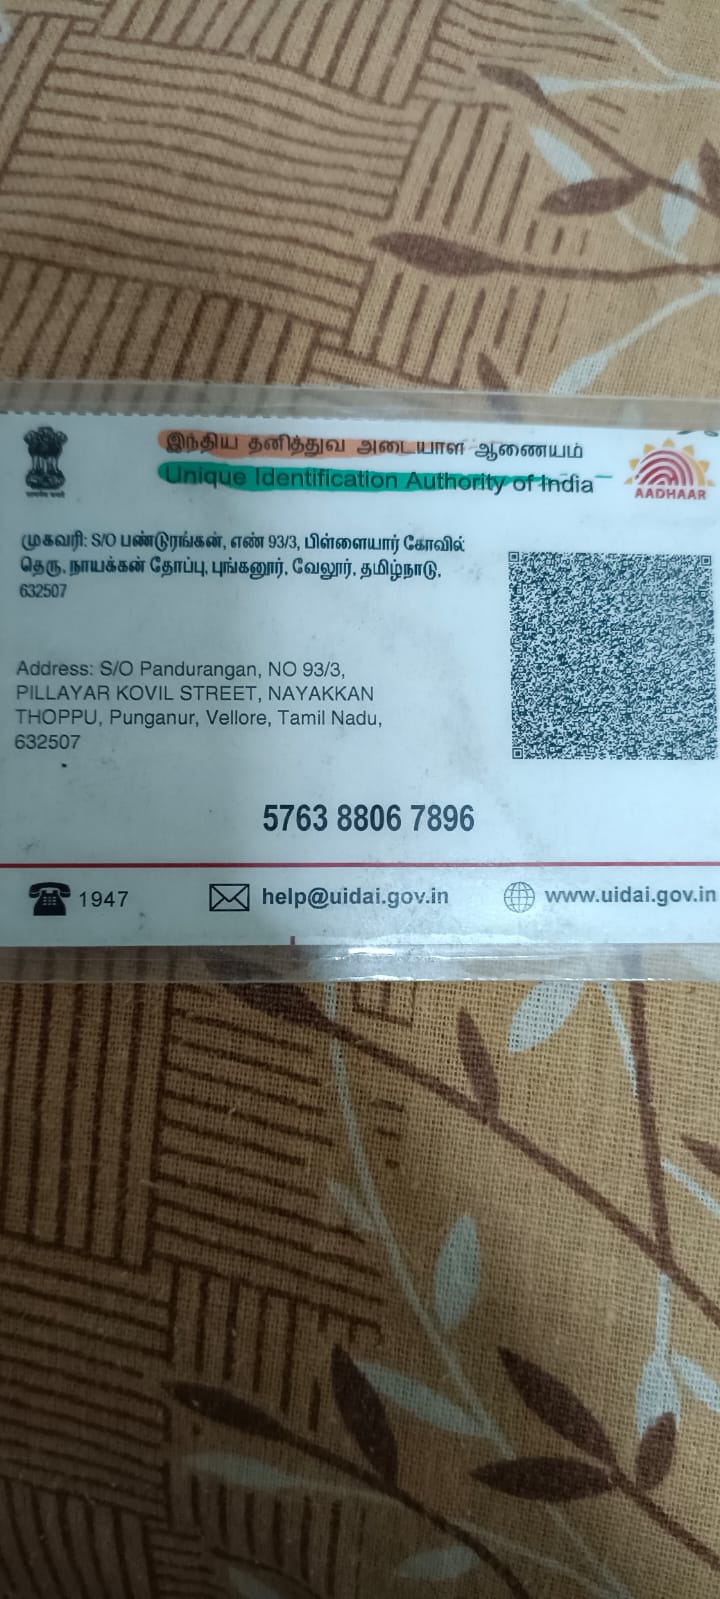 இந்திய தனித்துவ அடையாள ஆணையம்
Unique Identification Authority of India
AADHAAR
முகவரி: S/O பண்டுரங்கன், எண் 93/3, பிள்ளையார் கோவில்
தெரு, நாயக்கன் தோப்பு, புங்கனூர், வேலூர், தமிழ்நாடு,
632507
Address: S/O Pandurangan, NO 93/3,
PILLAYAR KOVIL STREET, NAYAKKAN
THOPPU, Punganur, Vellore, Tamil Nadu,
632507
5763 8806 7896
1947
help@uidai.gov.in
www.uidai.gov.in